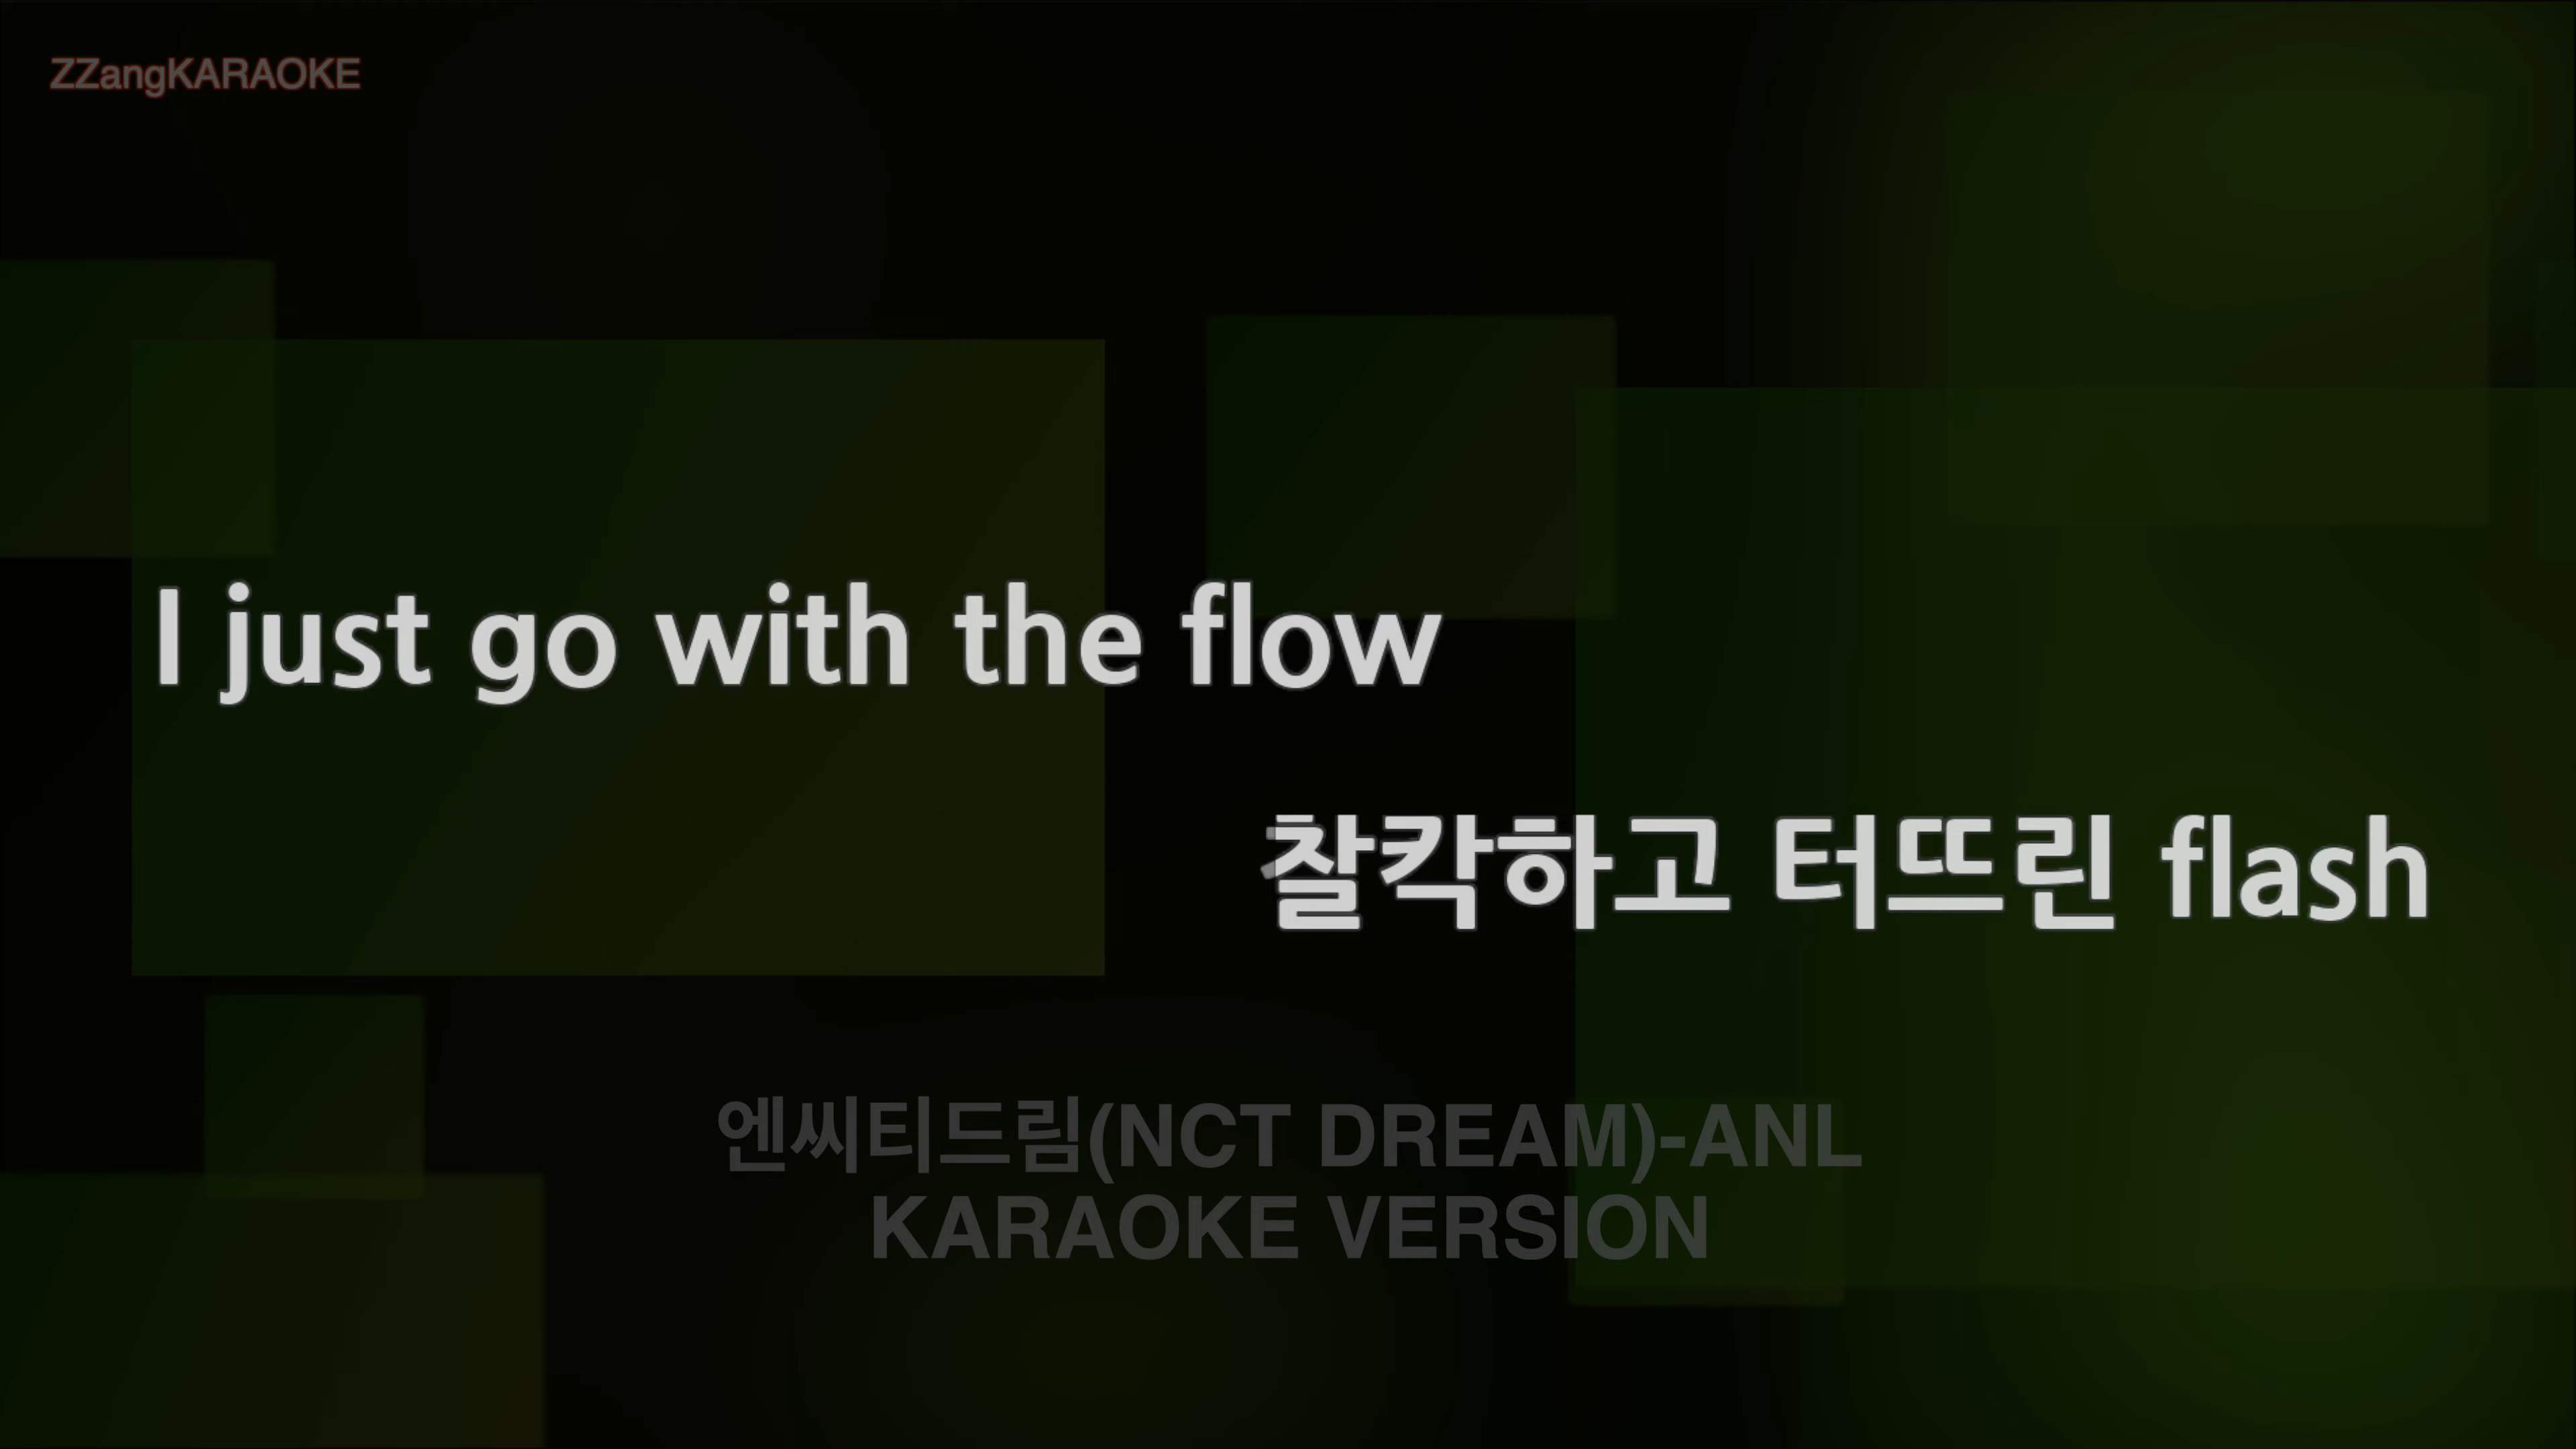 ZZangKARAOKE
I just go with the flow
찰칵하고 터뜨린 flash
엔씨티드림(NCT DREAM)-ANL
KARAOKE VERSION